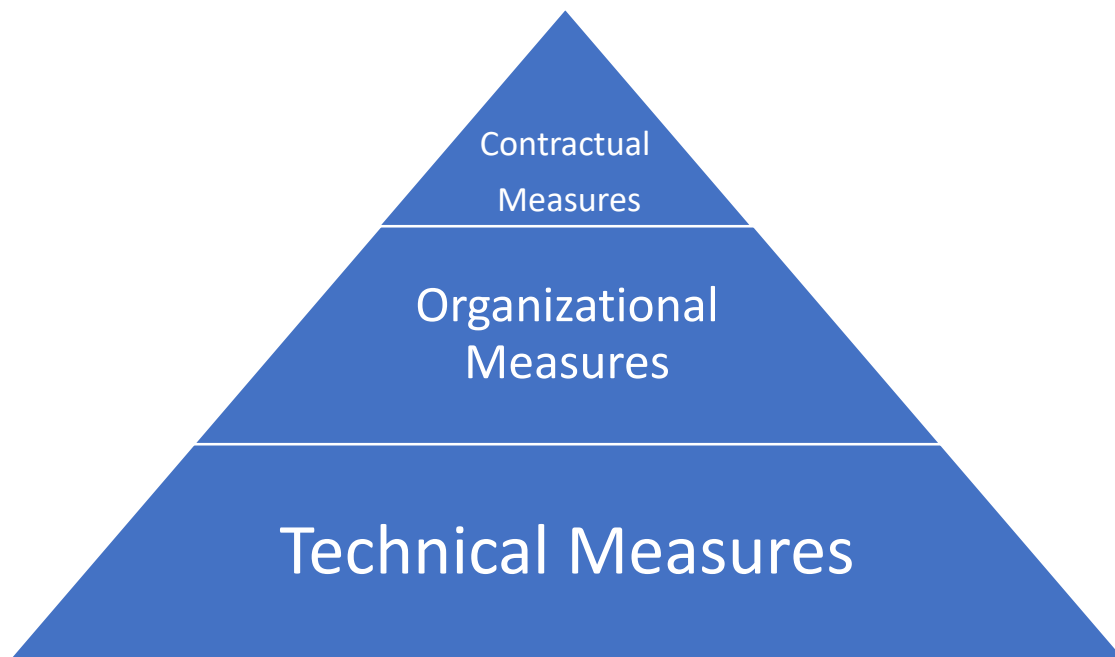 Contractual
Measures
Organizational
Measures
Technical Measures